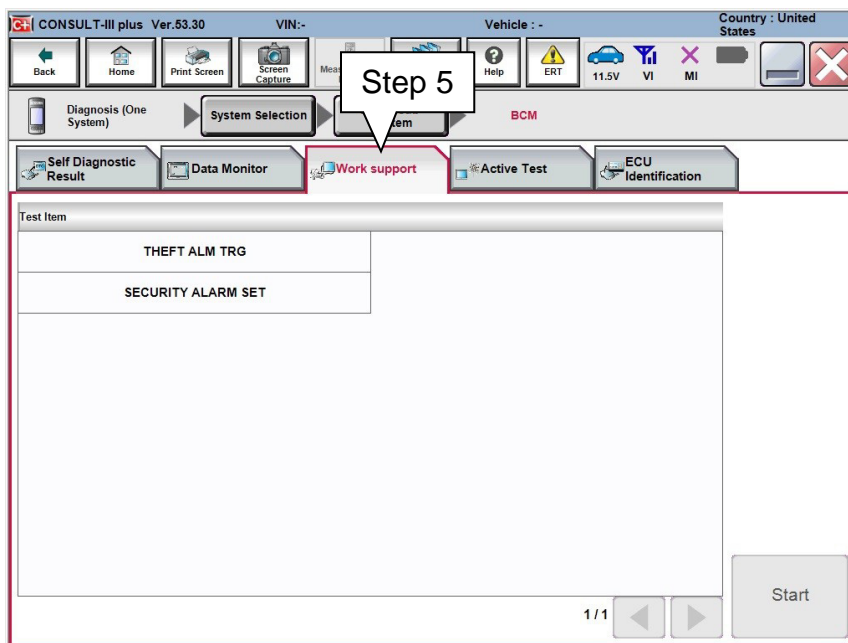 C+ CONSULT-III plus Ver.53.30 VIN:- Vehicle : - Country : United
States
Back
Home
Print Screen
Screen
Capture
Help
ERT
11.5V
VI
MI
Step 5
Diagnosis (One
System)
System Selection
BCM
Self Diagnostic
Result
Data Monitor
Work support
Active Test
ECU
Identification
Test Item
THEFT ALM TRG
SECURITY ALARM SET
1/1
Start